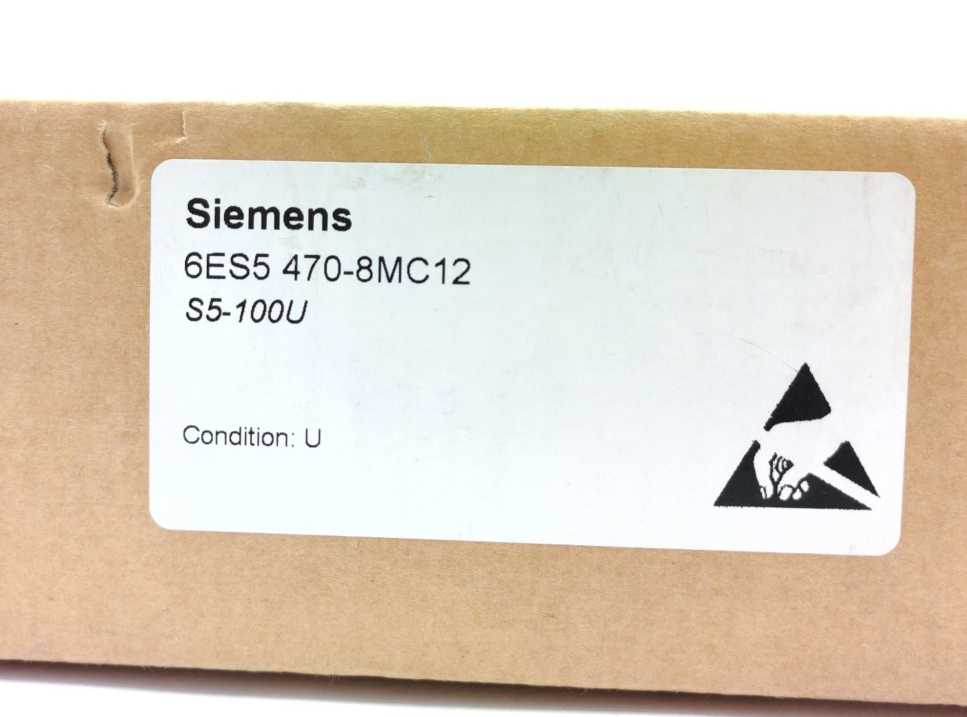 Siemens
6ES5 470-8MC12
S5-100U
Condition: U